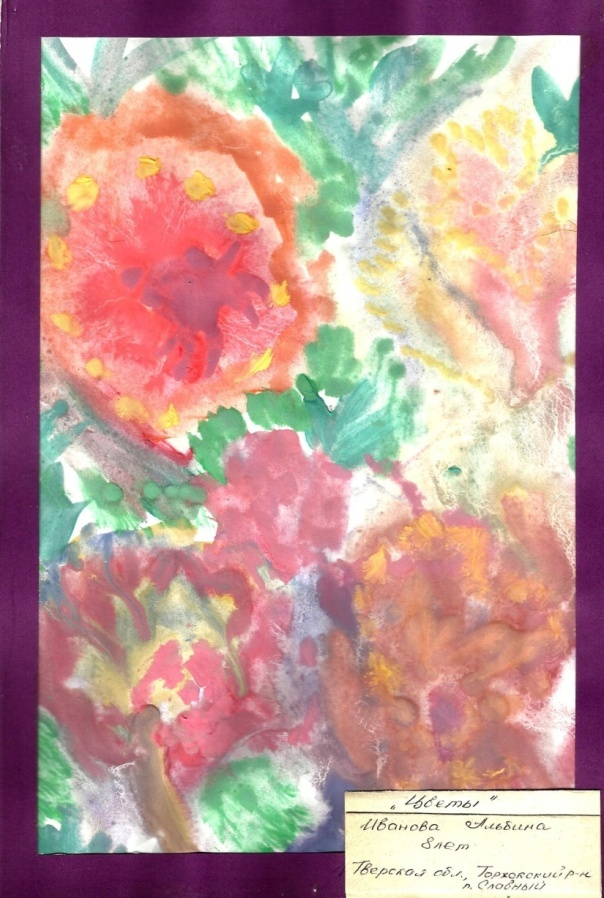 „Цветы"
Иванова Альбина
8 лет
Тверская обл., Торжокский р-н
п. Славный